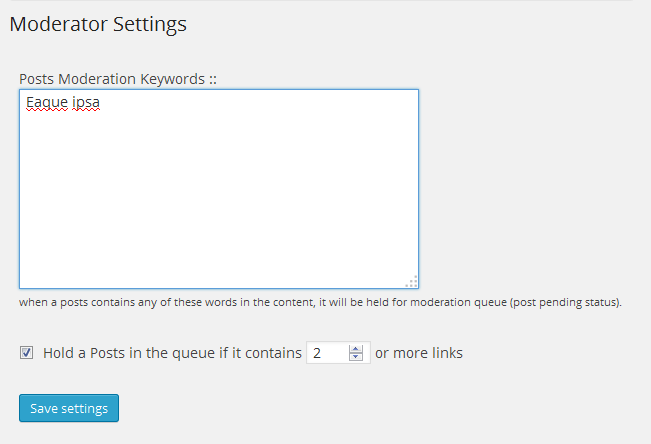 Moderator Settings
Posts Moderation Keywords ::
Eaque ipsa
when a posts contains any of these words in the content, it will be held for moderation queue (post pending status).
Hold a Posts in the queue if it contains 2 or more links
Save settings